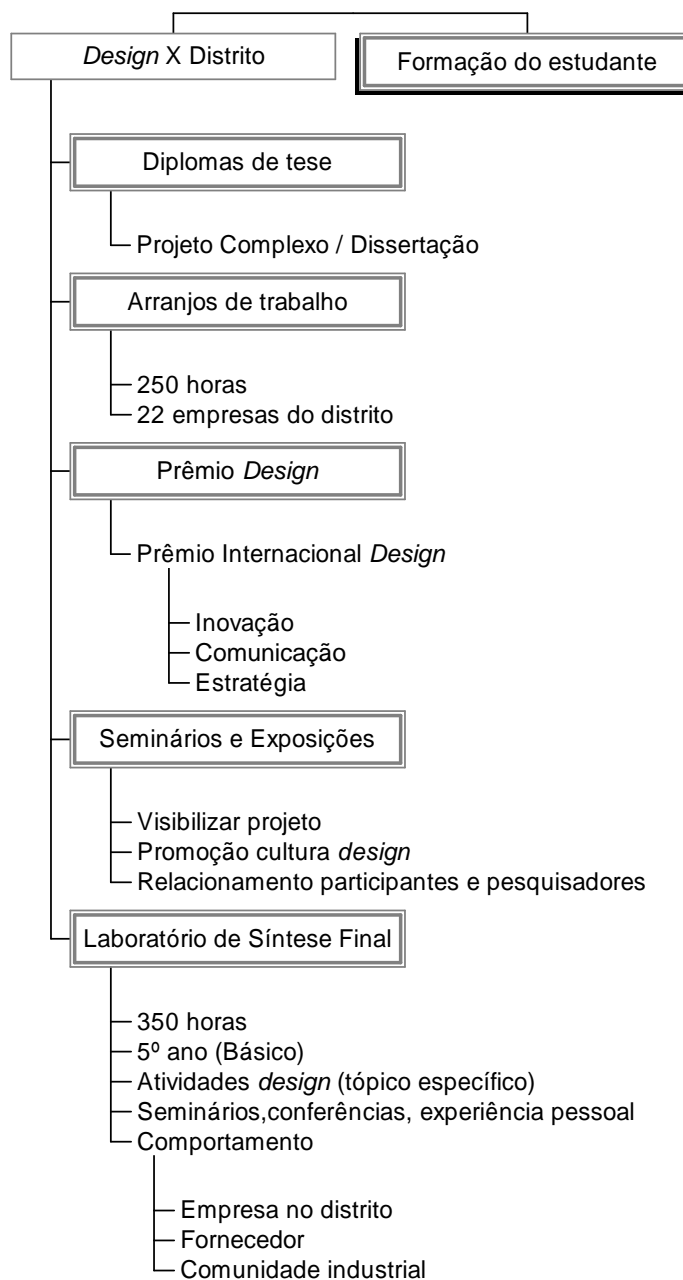 Design X Distrito
Formação do estudante
Diplomas de tese
Projeto Complexo / Dissertação
Arranjos de trabalho
250 horas
22 empresas do distrito
Prêmio Design
Prêmio Internacional Design
Inovação
Comunicação
Estratégia
Seminários e Exposições
Visibilizar projeto
Promoção cultura design
Relacionamento participantes e pesquisadores
Laboratório de Síntese Final
350 horas
5º ano (Básico)
Atividades design (tópico específico)
Seminários,conferências, experiência pessoal
Comportamento
Empresa no distrito
Fornecedor
Comunidade industrial